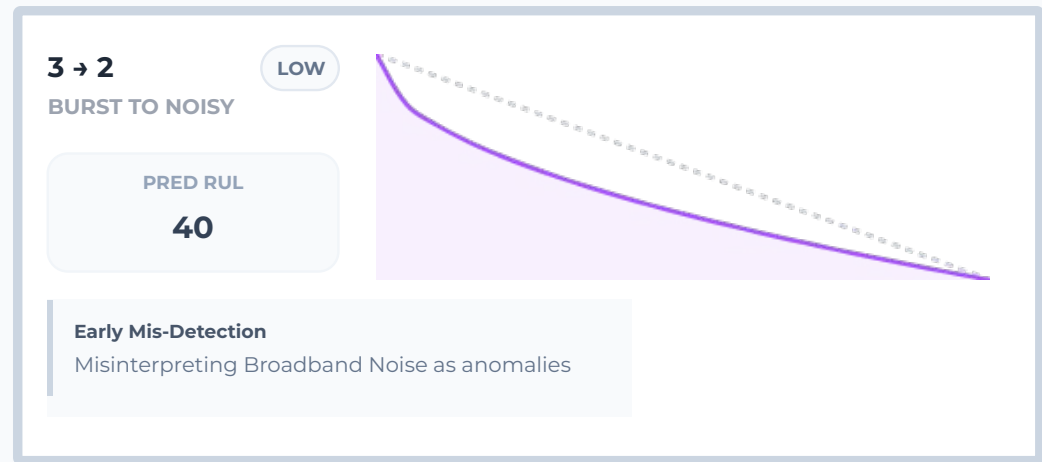 3 → 2
LOW
BURST TO NOISY
PRED RUL
40
Early Mis-Detection
Misinterpreting Broadband Noise as anomalies